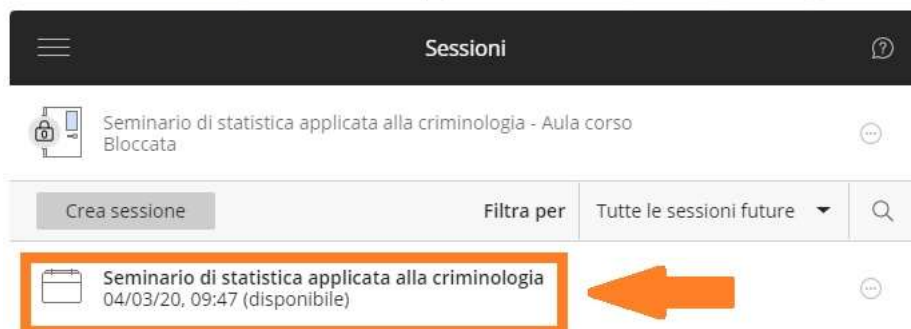 Sessioni
Seminario di statistica applicata alla criminologia - Aula corso
Bloccata
Crea sessione
Filtra per
Tutte le sessioni future
Seminario di statistica applicata alla criminologia
04/03/20, 09:47 (disponibile)